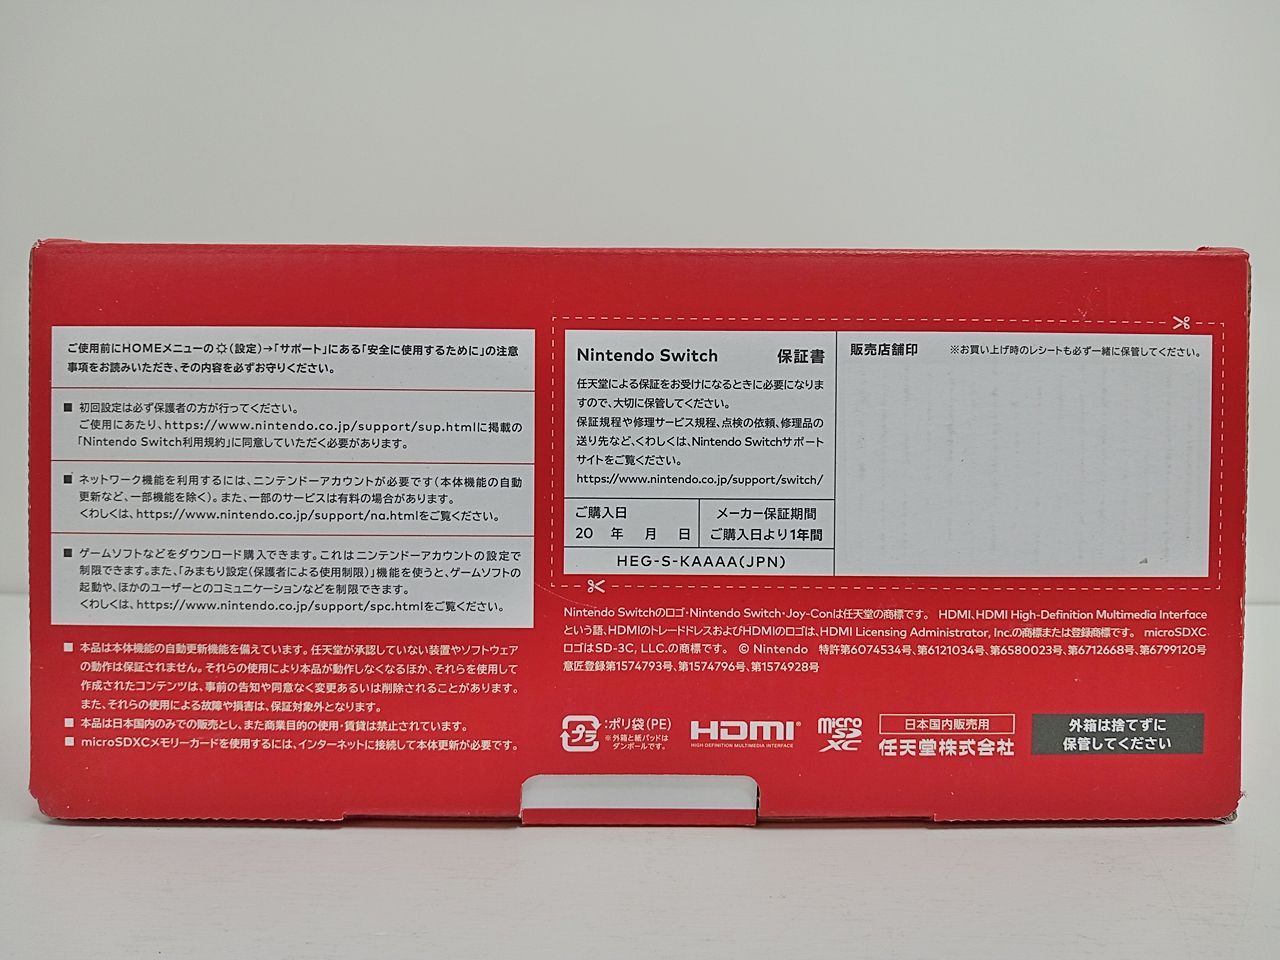 ご使用前にHOMEメニューの(設定)→「サポート」にある「安全に使用するために」の注意
事項をお読みいただき、その内容を必ずお守りください。
■ 初回設定は必ず保護者の方が行ってください。
ご使用にあたり、https://www.nintendo.co.jp/support/sup.htmlに掲載の
「Nintendo Switch利用規約」に同意していただく必要があります。
■ ネットワーク機能を利用するには、ニンテンドーアカウントが必要です(本体機能の自動
更新など、一部機能を除く)。また、一部のサービスは有料の場合があります。
くわしくは、https://www.nintendo.co.jp/support/na.htmlをご覧ください。
■ ゲームソフトなどをダウンロード購入できます。これはニンテンドーアカウントの設定で
制限できます。また、「みまもり設定(保護者による使用制限)」機能を使うと、ゲームソフトの
起動や、ほかのユーザーとのコミュニケーションなどを制限できます。
くわしくは、https://www.nintendo.co.jp/support/spc.htmlをご覧ください。
■ 本品は本体機能の自動更新機能を備えています。任天堂が承認していない装置やソフトウェア
の動作は保証されません。それらの使用により本品が動作しなくなるほか、それらを使用して
作成されたコンテンツは、事前の告知や同意なく変更あるいは削除されることがあります。
また、それらの使用による故障や損害は、保証対象外となります。
■ 本品は日本国内のみでの販売とし、また商業目的の使用・賃貸は禁止されています。
■ microSDXCメモリーカードを使用するには、インターネットに接続して本体更新が必要です。
Nintendo Switch 保証書
任天堂による保証をお受けになるときに必要になりま
すので、大切に保管してください。
保証規程や修理サービス規程、点検の依頼、修理品の
送り先など、くわしくは、Nintendo Switchサポート
サイトをご覧ください。
https://www.nintendo.co.jp/support/switch/
ご購入日
20 年 月 日
メーカー保証期間
ご購入日より1年間
HEG-S-KAAAA(JPN)
販売店舗印 ※お買い上げ時のレシートも必ず一緒に保管してください。
Nintendo Switchのロゴ・Nintendo Switch・Joy-Conは任天堂の商標です。 HDMI、HDMI High-Definition Multimedia Interface
という語、HDMIのトレードドレスおよびHDMIのロゴは、HDMI Licensing Administrator, Inc.の商標または登録商標です。 microSDXC
ロゴはSD-3C, LLC.の商標です。 © Nintendo 特許第6074534号、第6121034号、第6580023号、第6712668号、第6799120号
意匠登録第1574793号、第1574796号、第1574928号
プラ
:ポリ袋(PE)
※外箱と紙パッドは
ダンボールです。
HDMI®
HIGH-DEFINITION MULTIMEDIA INTERFACE
micro
SD
XC
日本国内販売用
任天堂株式会社
外箱は捨てずに
保管してください